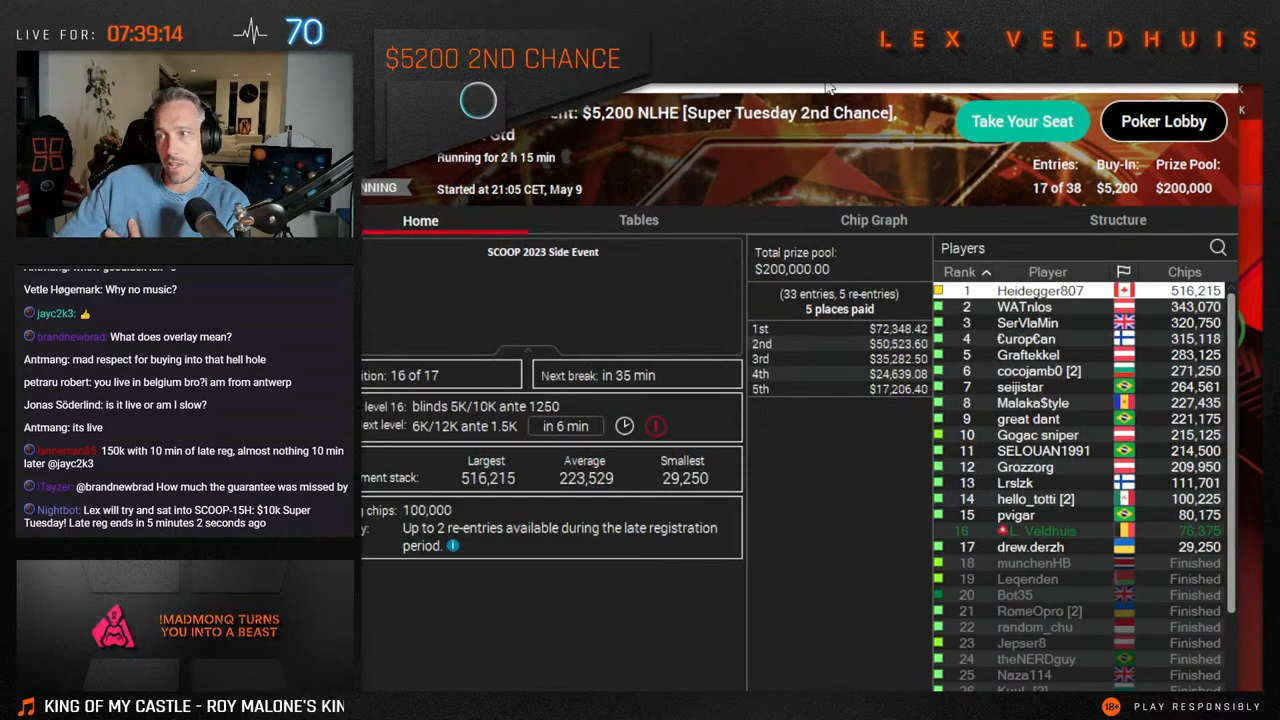 LIVE FOR: 07:39:14 70
$5200 2ND CHANCE
LEX VELDHUIS
nt: $5,200 NLHE [Super Tuesday 2nd Chance],
Gtd
Running for 2 h 15 min
NNING Started at 21:05 CET, May 9
Take Your Seat Poker Lobby
Entries: Buy-In: Prize Pool:
17 of 38 $5,200 $200,000
Home Tables Chip Graph Structure
SCOOP 2023 Side Event
ition: 16 of 17 Next break: in 35 min
level 16: blinds 5K/10K ante 1250
ext level: 6K/12K ante 1.5K in 6 min
Largest Average Smallest
ment stack: 516,215 223,529 29,250
chips: 100,000
Up to 2 re-entries available during the late registration
period.
Total prize pool:
$200,000.00
(33 entries, 5 re-entries)
5 places paid
1st $72,348.42
2nd $50,523.60
3rd $35,282.50
4th $24,639.08
5th $17,206.40
Players
Rank Player Chips
1 Heidegger807 516,215
2 WATnlos 343,070
3 SerVlaMin 320,750
4 €urop€an 315,118
5 Graftekkel 283,125
6 cocojamb0 [2] 271,250
7 seijistar 264,561
8 Malaka$tyle 227,435
9 great dant 221,175
10 Gogac sniper 215,125
11 SELOUAN1991 214,500
12 Grozzorg 209,950
13 Lrslzk 111,701
14 hello_totti [2] 100,225
15 pvigar 80,175
16 L. Veldhuis 76,375
17 drew.derzh 29,250
18 munchenHB Finished
19 Leqenden Finished
20 Bot35 Finished
21 RomeOpro [2] Finished
22 random_chu Finished
23 Jepser8 Finished
24 theNERDguy Finished
25 Naza114 Finished
Vetle Høgemark: Why no music?
jayc2k3: 👍
brandnewbrad: What does overlay mean?
Antmang: mad respect for buying into that hell hole
petraru robert: you live in belgium bro?i am from antwerp
Jonas Söderlind: is it live or am I slow?
Antmang: its live
150k with 10 min of late reg, almost nothing 10 min
later @jayc2k3
iTayzer: @brandnewbrad How much the guarantee was missed by
Nightbot: Lex will try and sat into SCOOP-15H: $10k Super
Tuesday! Late reg ends in 5 minutes 2 seconds ago
!MADMONQ TURNS
YOU INTO A BEAST
KING OF MY CASTLE - ROY MALONE'S KIN
18+ PLAY RESPONSIBLY